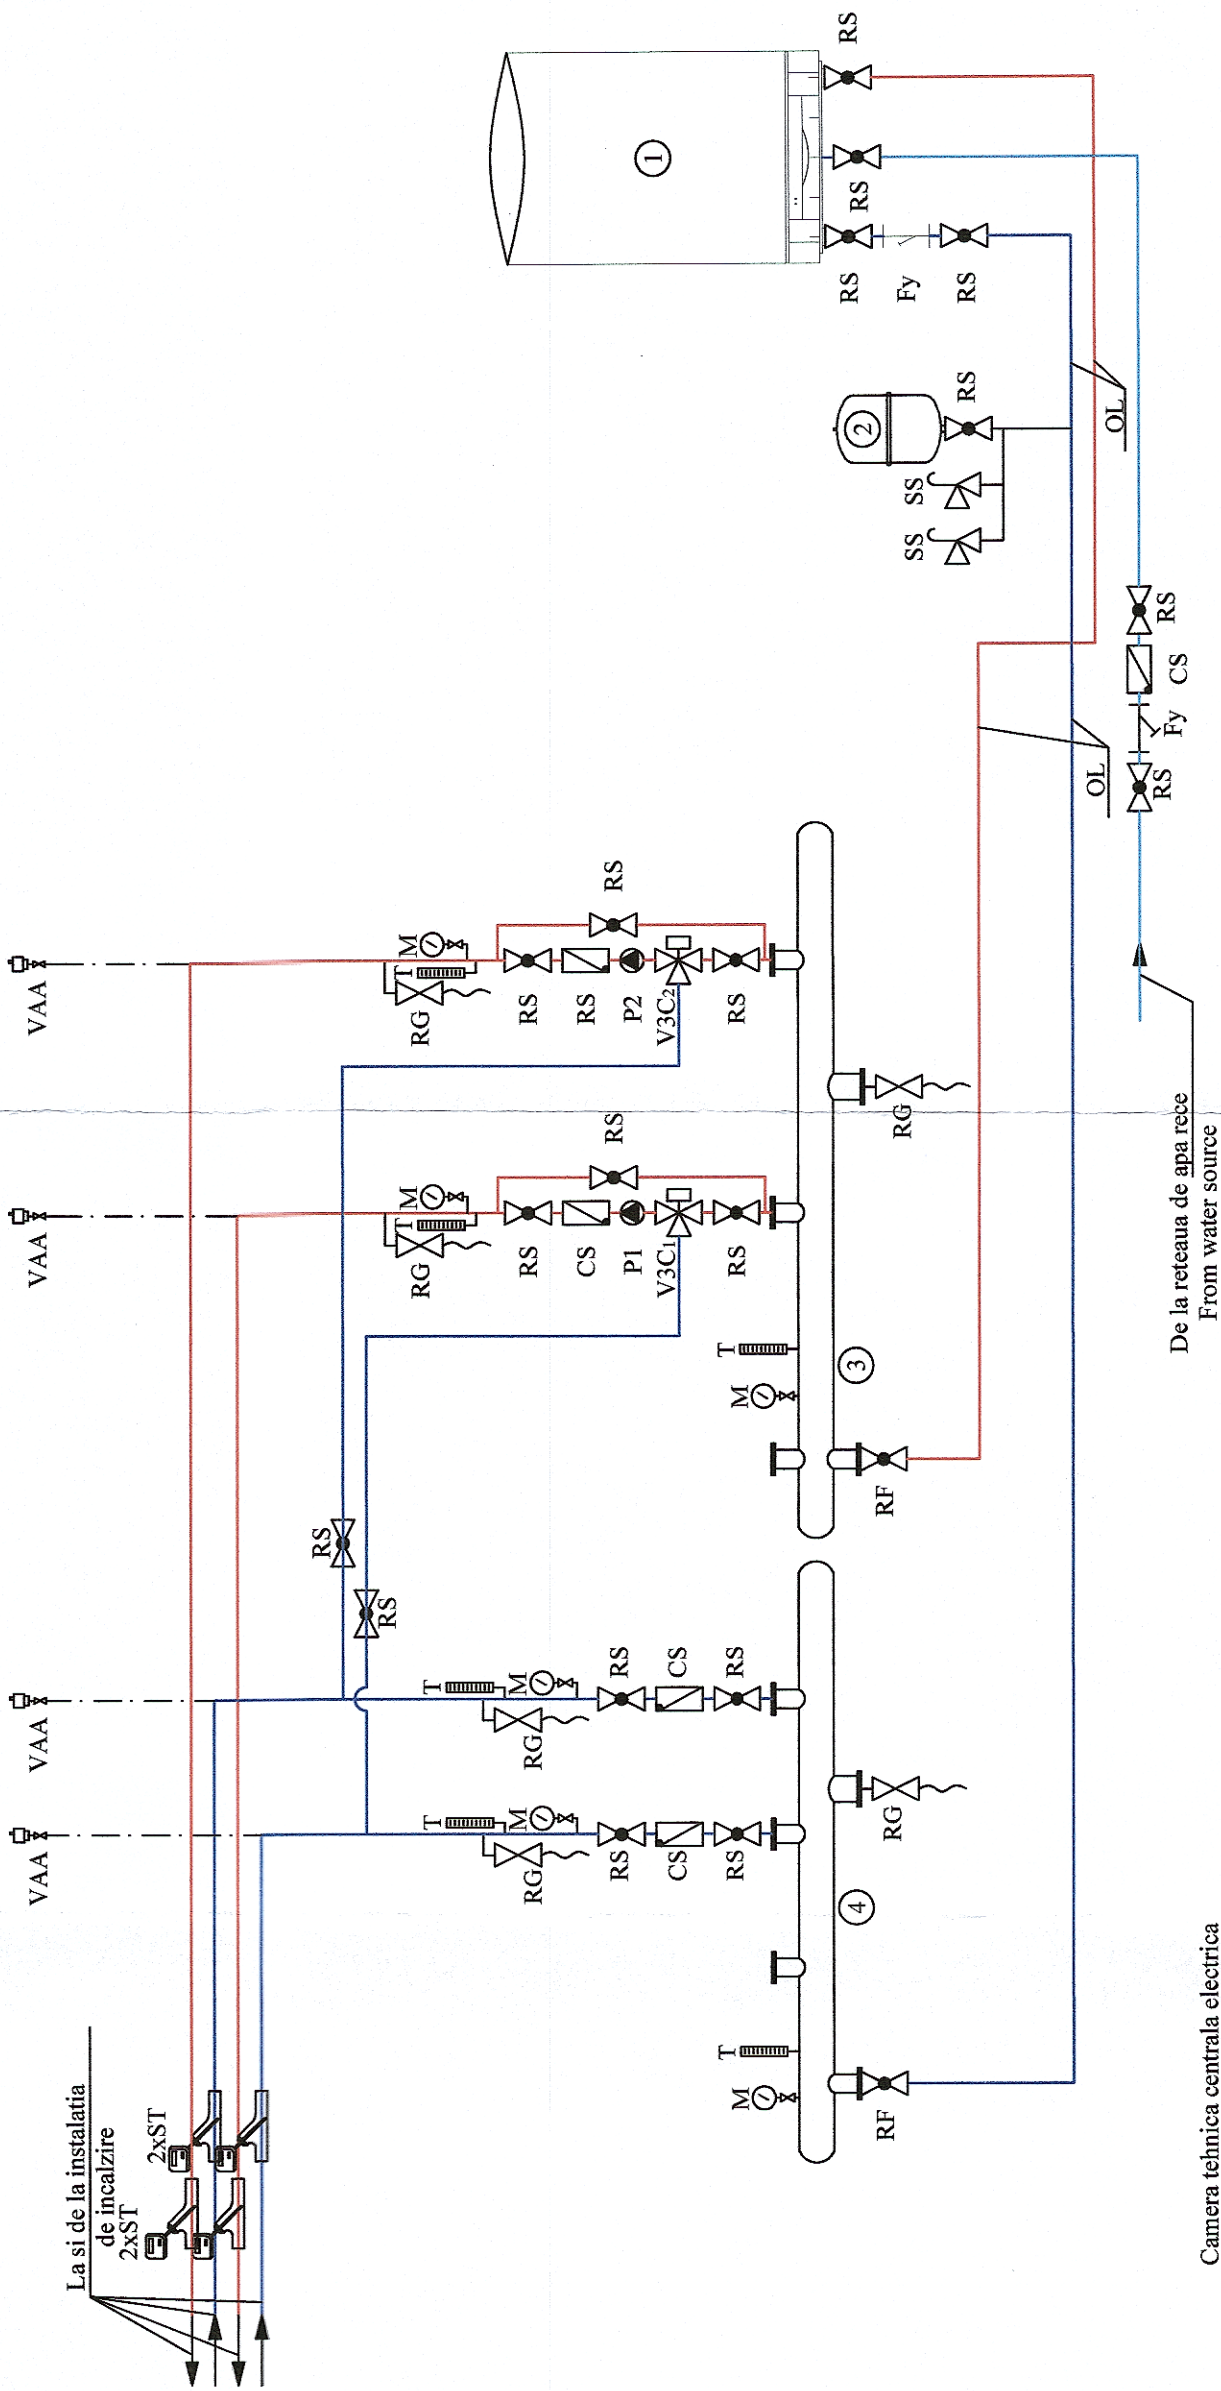 VAA
VAA
VAA
VAA
La si de la instalatia
de incalzire
2xST
2xST
RS
RS
T
M
T
M
RG
RG
T
T
M
M
RG
RG
RS
RS
CS
RS
RS
RS
RS
RS
P1
P2
V3C1
V3C2
CS
CS
RS
RS
RS
RS
1
T
M
T
M
4
3
2
RS
RS
RS
RF
RG
RF
RG
SS
SS
RS
Fy
RS
OL
OL
RS
Fy
CS
RS
De la reteaua de apa rece
From water source
Camera tehnica centrala electrica